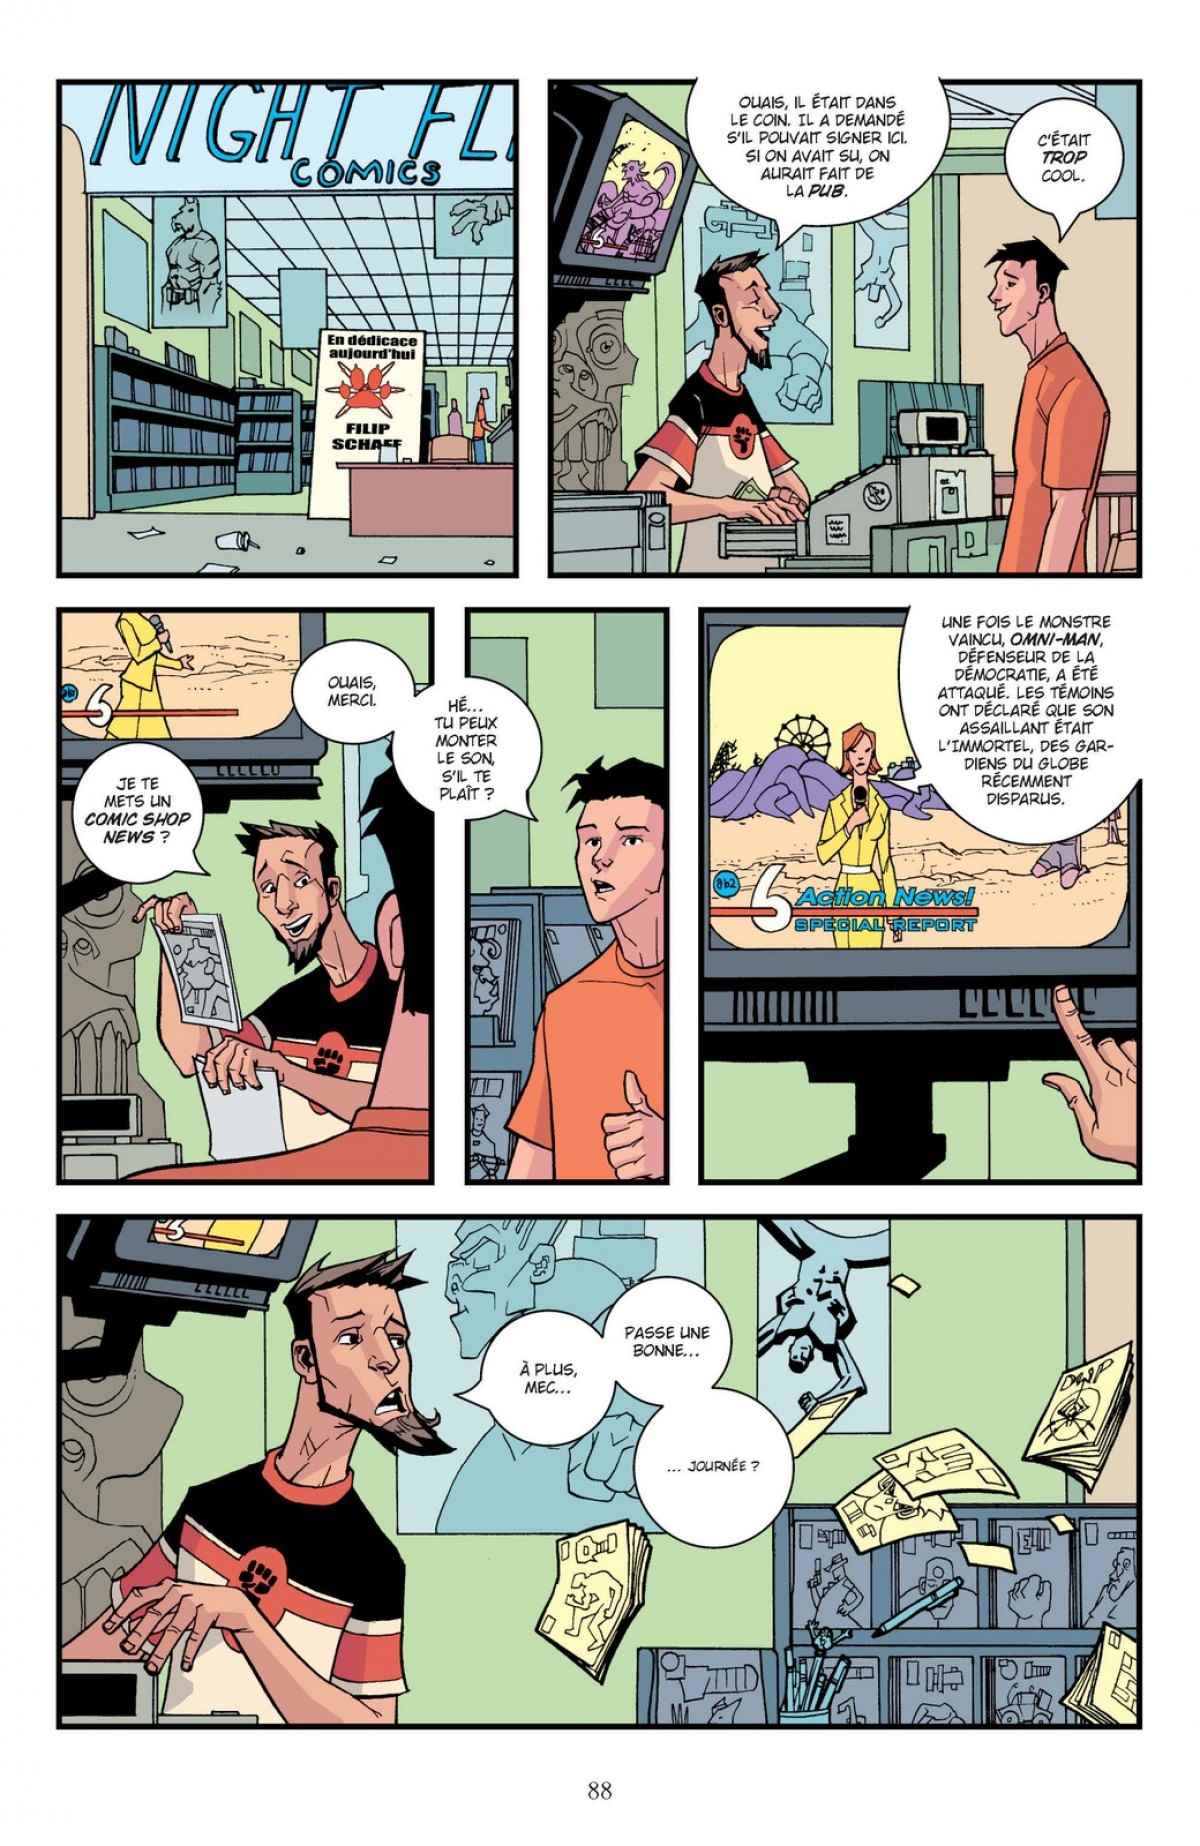 NIGHT FL
COMICS
En dédicace
aujourd'hui
FILIP
SCHAFF
OUAIS, IL ÉTAIT DANS
LE COIN. IL A DEMANDÉ
S'IL POUVAIT SIGNER ICI.
SI ON AVAIT SU, ON
AURAIT FAIT DE
LA PUB.
C'ÉTAIT
TROP
COOL.
6
JE TE
METS UN
COMIC SHOP
NEWS ?
OUAIS,
MERCI.
6
HÉ...
TU PEUX
MONTER
LE SON,
S'IL TE
PLAÎT ?
UNE FOIS LE MONSTRE
VAINCU, OMNI-MAN,
DÉFENSEUR DE LA
DÉMOCRATIE, A ÉTÉ
ATTAQUÉ. LES TÉMOINS
ONT DÉCLARÉ QUE SON
ASSAILLANT ÉTAIT
L'IMMORTEL, DES GAR-
DIENS DU GLOBE
RÉCEMMENT
DISPARUS.
6
Action News!
SPECIAL REPORT
À PLUS,
MEC...
PASSE UNE
BONNE...
... JOURNÉE ?
88